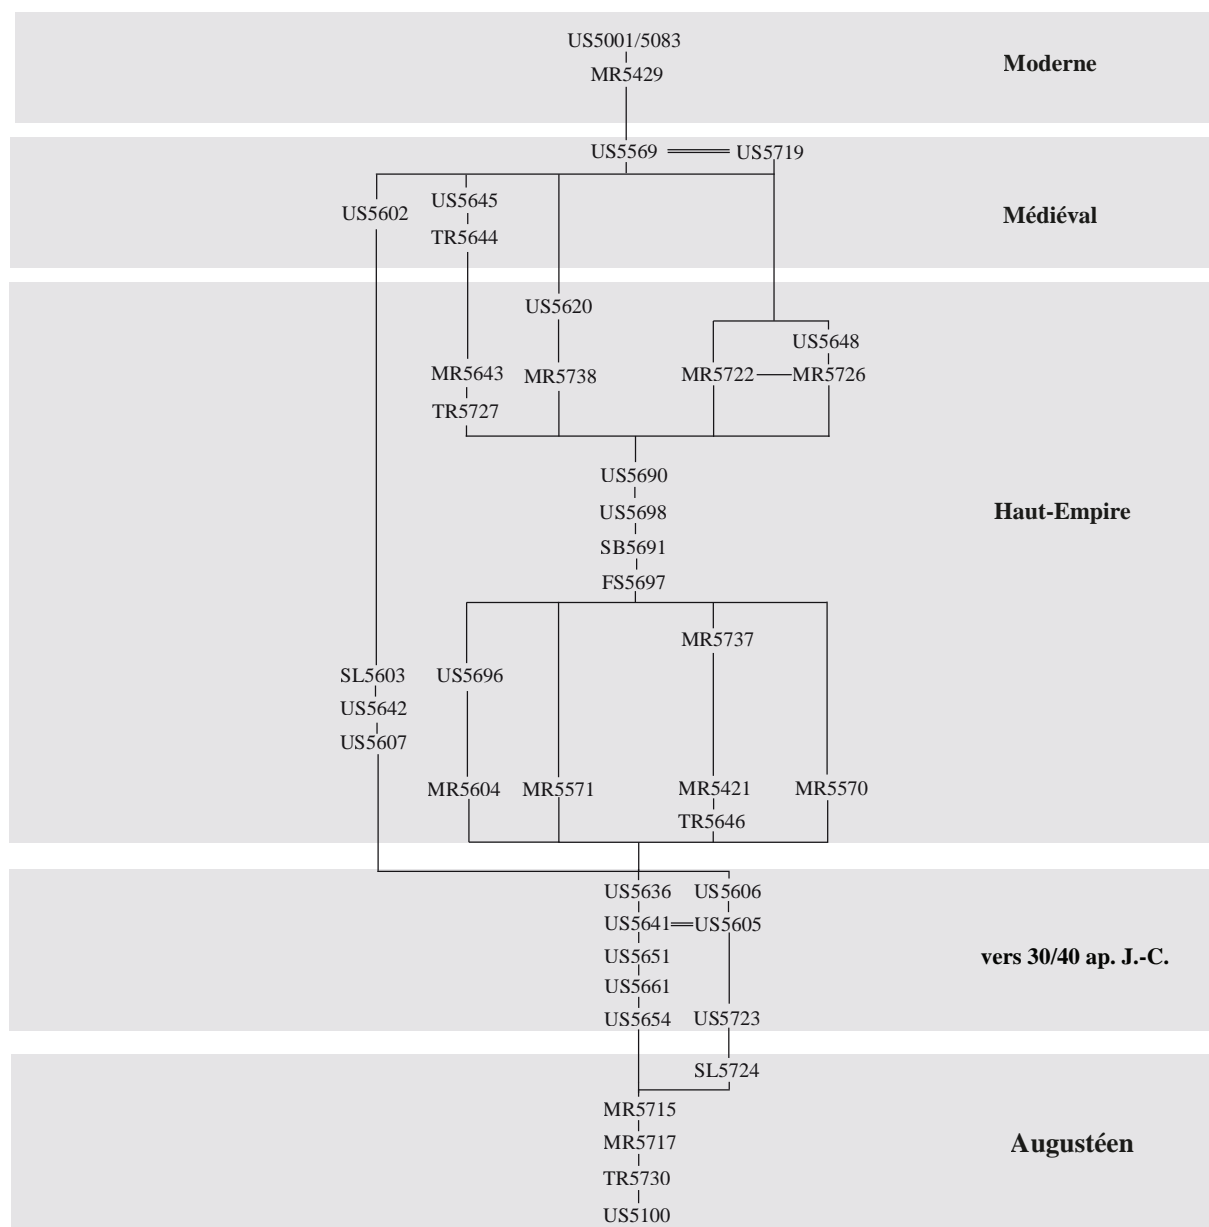 US5001/5083
MR5429
Moderne
US5569 US5719
US5645
US5602
TR5644
Médiéval
US5620
US5648
MR5643 MR5738 MR5722 MR5726
TR5727
US5690
US5698
SB5691
FS5697
Haut-Empire
MR5737
SL5603 US5696
US5642
US5607
MR5604 MR5571 MR5421 MR5570
TR5646
US5636 US5606
US5641 US5605
US5651
US5661
US5654 US5723
vers 30/40 ap. J.-C.
SL5724
MR5715
MR5717
TR5730
US5100
Augustéen